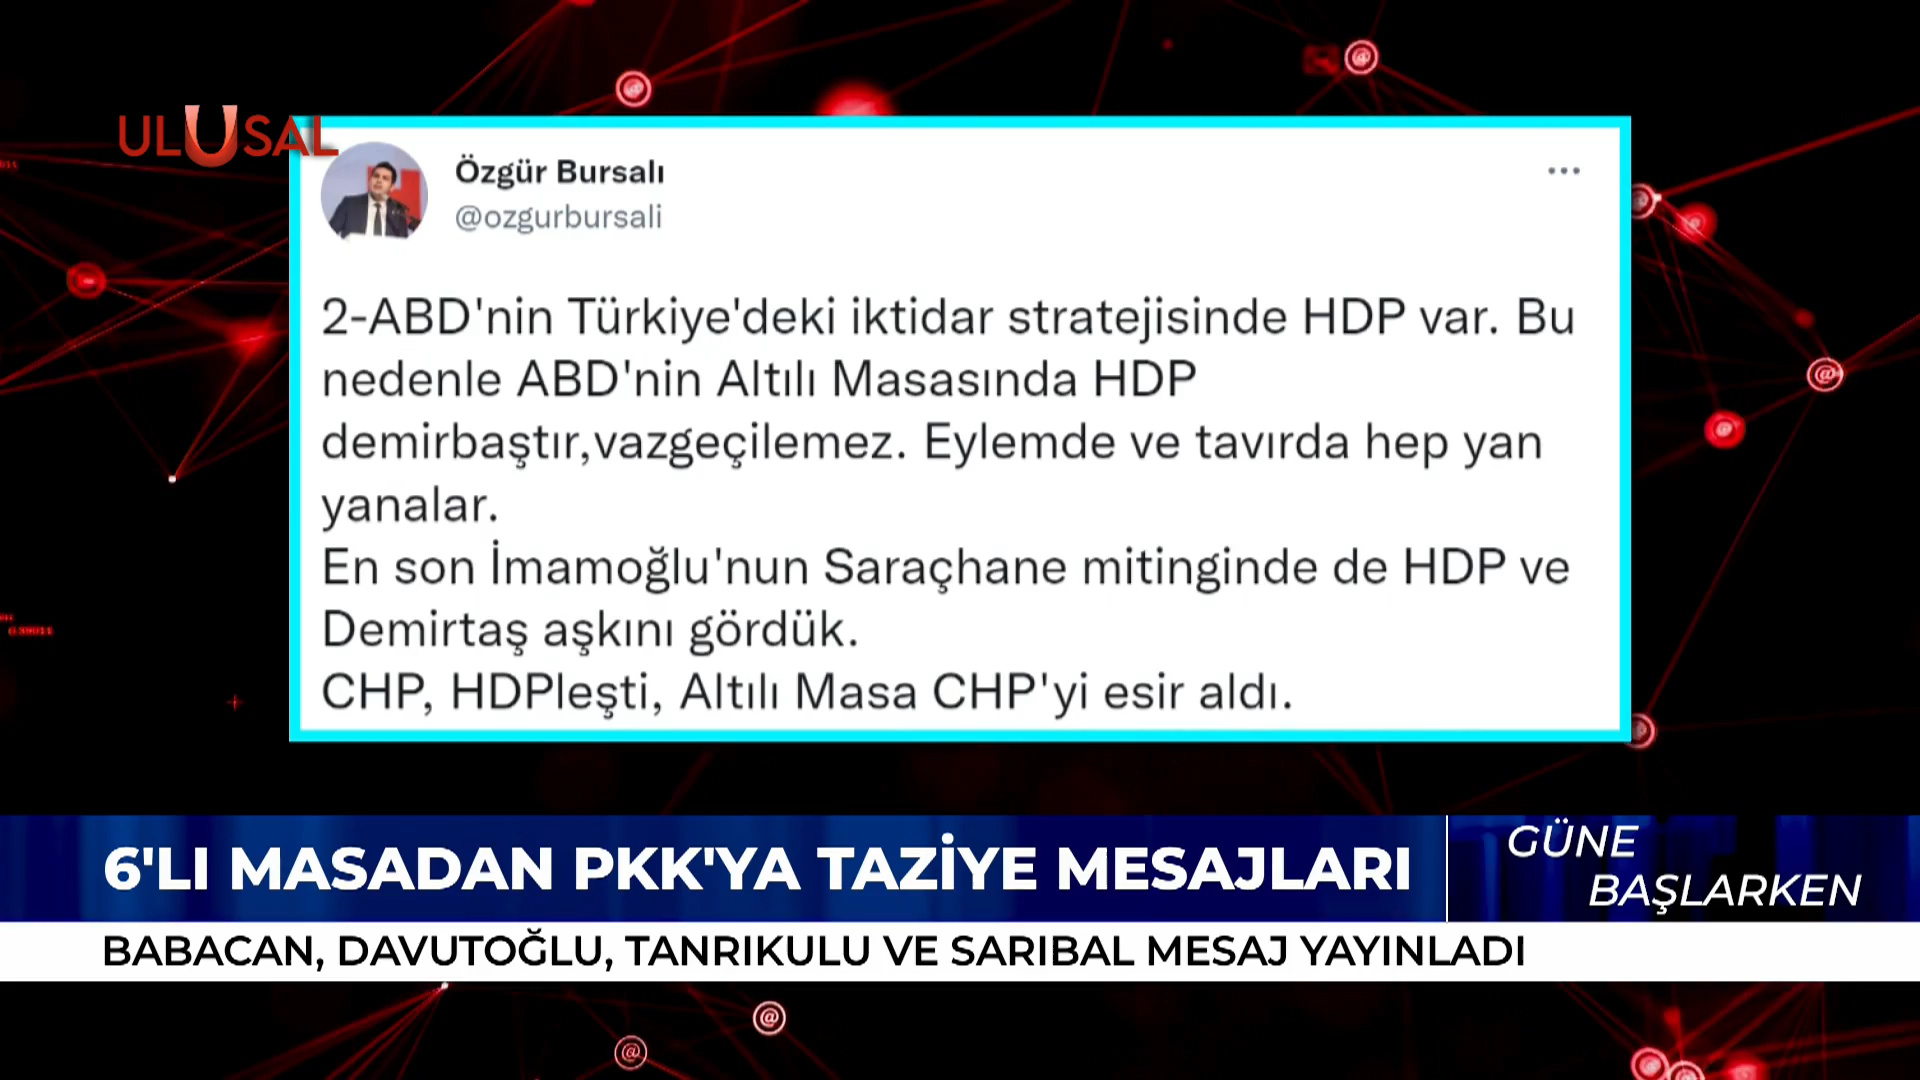 ULUSAL
Özgür Bursalı
@ozgurbursali
2-ABD'nin Türkiye'deki iktidar stratejisinde HDP var. Bu
nedenle ABD'nin Altılı Masasında HDP
demirbaştır,vazgeçilemez. Eylemde ve tavırda hep yan
yanalar.
En son İmamoğlu'nun Saraçhane mitinginde de HDP ve
Demirtaş aşkını gördük.
CHP, HDPleşti, Altılı Masa CHP'yi esir aldı.
6'LI MASADAN PKK'YA TAZİYE MESAJLARI
GÜNE
BAŞLARKEN
BABACAN, DAVUTOĞLU, TANRIKULU VE SARIBAL MESAJ YAYINLADI